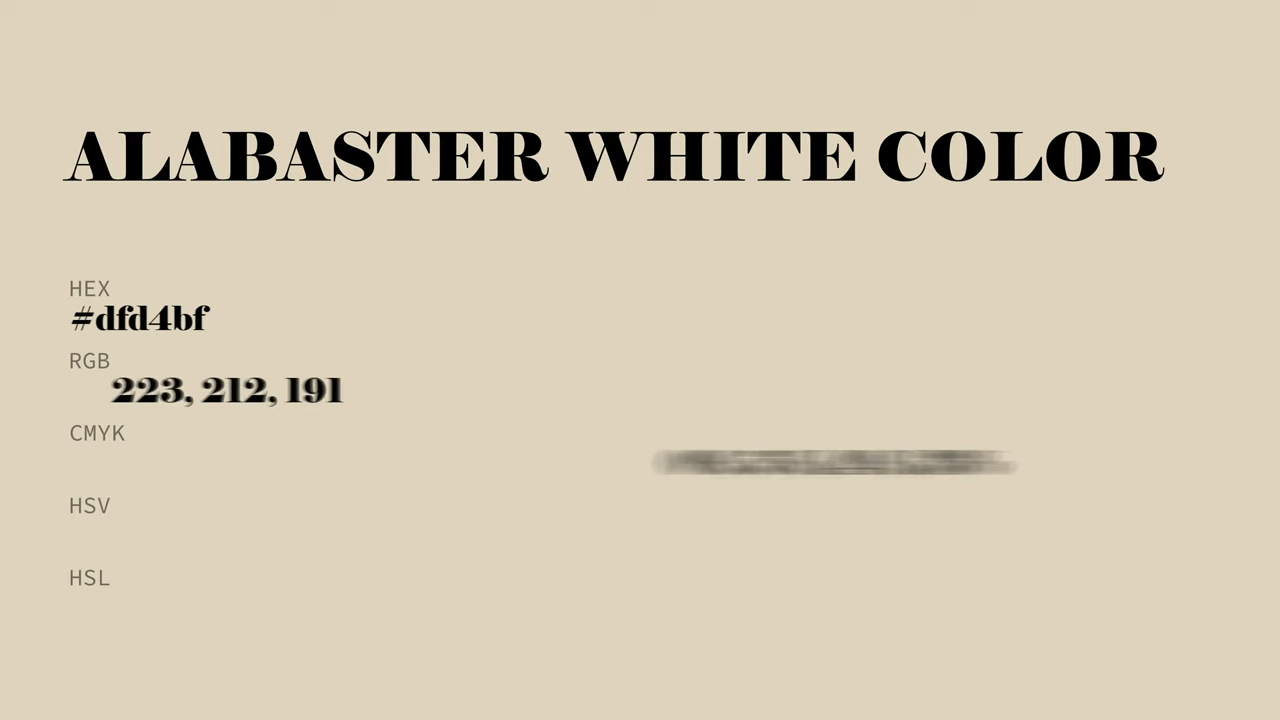 ALABASTER WHITE COLOR
HEX
#dfd4bf
RGB
223, 212, 191
CMYK
HSV
HSL